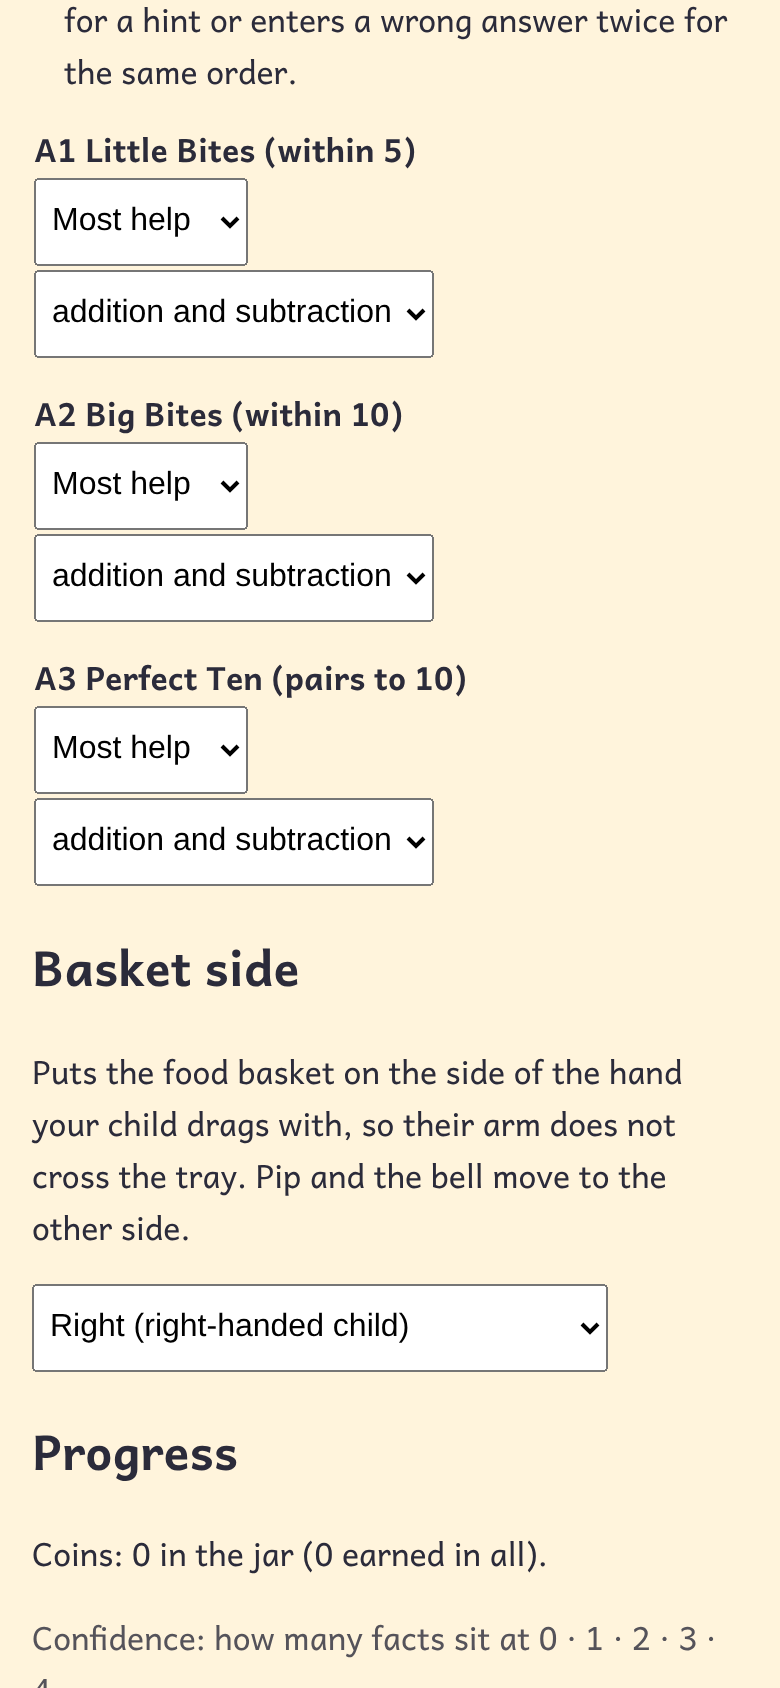 for a hint or enters a wrong answer twice for
the same order.
A1 Little Bites (within 5)
Most help
addition and subtraction
A2 Big Bites (within 10)
Most help
addition and subtraction
A3 Perfect Ten (pairs to 10)
Most help
addition and subtraction
Basket side
Puts the food basket on the side of the hand
your child drags with, so their arm does not
cross the tray. Pip and the bell move to the
other side.
Right (right-handed child)
Progress
Coins: 0 in the jar (0 earned in all).
Confidence: how many facts sit at 0 · 1 · 2 · 3 ·